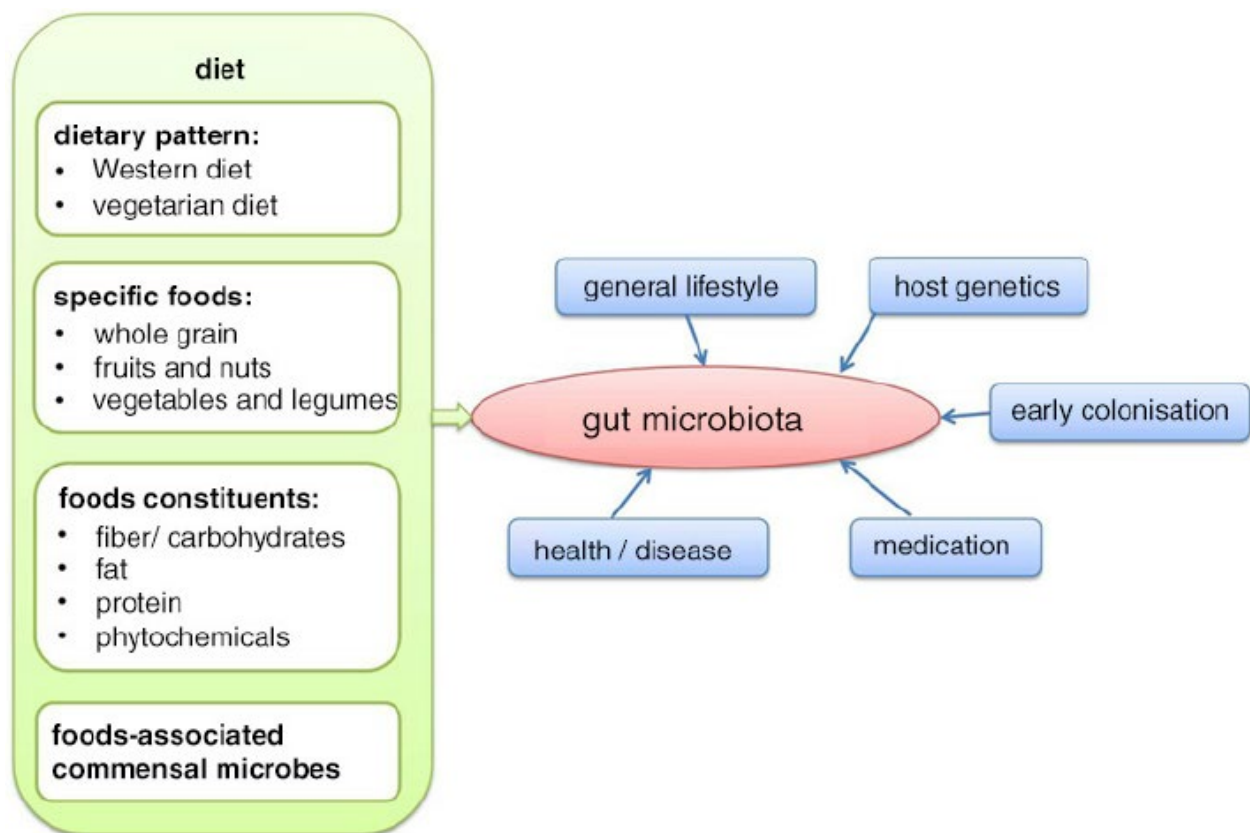 diet
dietary pattern:
• Western diet
• vegetarian diet
specific foods:
• whole grain
• fruits and nuts
• vegetables and legumes
foods constituents:
• fiber/ carbohydrates
• fat
• protein
• phytochemicals
foods-associated
commensal microbes
general lifestyle
host genetics
gut microbiota
early colonisation
health / disease
medication